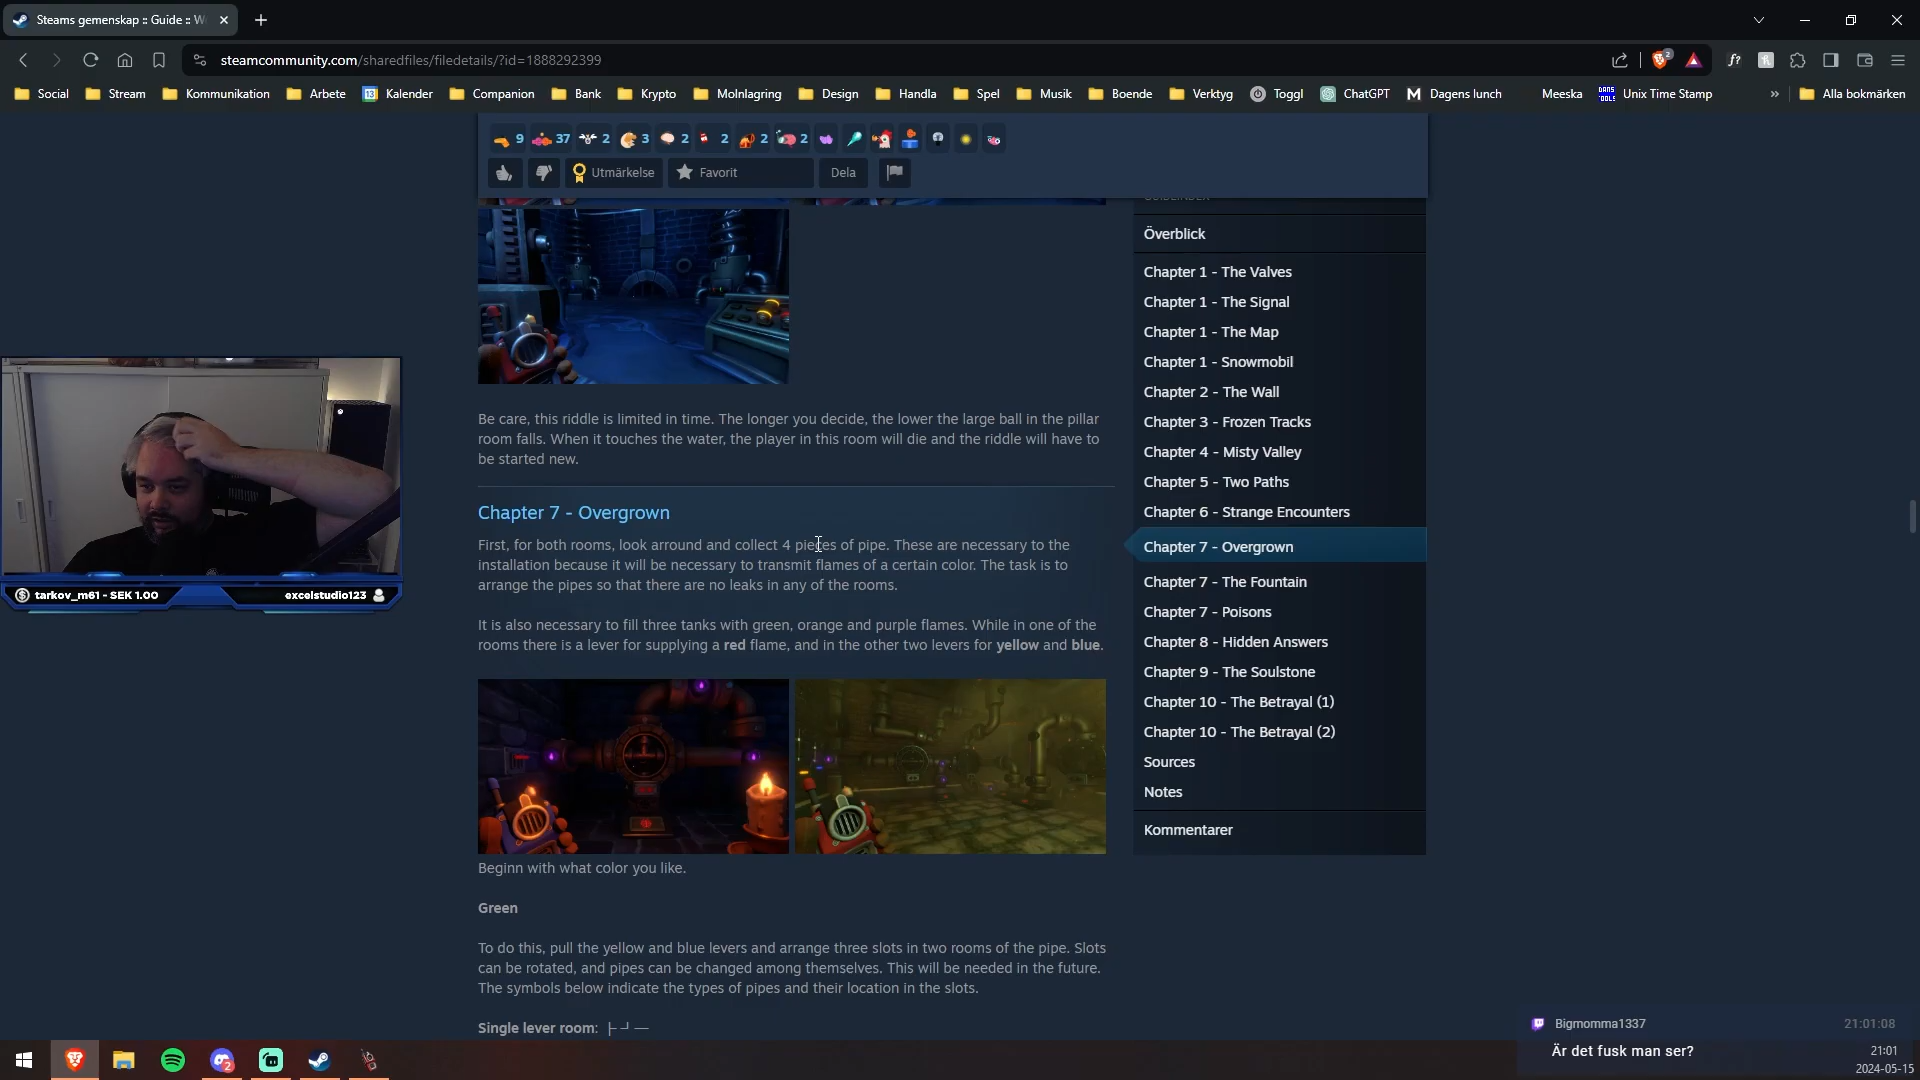 Steams gemenskap :: Guide :: W
steamcommunity.com/sharedfiles/filedetails/?id=1888292399
2
Social
Stream
Kommunikation
Arbete
13
Kalender
Companion
Bank
Krypto
Molnlagring
Design
Handla
Spel
Musik
Boende
Verktyg
Toggl
ChatGPT
M
Dagens lunch
Meeska
Unix Time Stamp
»
Alla bokmärken
9
37
2
3
2
2
2
2
Utmärkelse
Favorit
Dela
Överblick
Chapter 1 - The Valves
Chapter 1 - The Signal
Chapter 1 - The Map
Chapter 1 - Snowmobil
Chapter 2 - The Wall
Chapter 3 - Frozen Tracks
Chapter 4 - Misty Valley
Chapter 5 - Two Paths
Chapter 6 - Strange Encounters
Chapter 7 - Overgrown
Chapter 7 - The Fountain
Chapter 7 - Poisons
Chapter 8 - Hidden Answers
Chapter 9 - The Soulstone
Chapter 10 - The Betrayal (1)
Chapter 10 - The Betrayal (2)
Sources
Notes
Kommentarer
Be care, this riddle is limited in time. The longer you decide, the lower the large ball in the pillar
room falls. When it touches the water, the player in this room will die and the riddle will have to
be started new.
Chapter 7 - Overgrown
First, for both rooms, look arround and collect 4 pieces of pipe. These are necessary to the
installation because it will be necessary to transmit flames of a certain color. The task is to
arrange the pipes so that there are no leaks in any of the rooms.
It is also necessary to fill three tanks with green, orange and purple flames. While in one of the
rooms there is a lever for supplying a red flame, and in the other two levers for yellow and blue.
Beginn with what color you like.
Green
To do this, pull the yellow and blue levers and arrange three slots in two rooms of the pipe. Slots
can be rotated, and pipes can be changed among themselves. This will be needed in the future.
The symbols below indicate the types of pipes and their location in the slots.
Single lever room: ├ ┘ —
tarkov_m61 - SEK 1.00
excelstudio123
Bigmomma1337
21:01:08
Är det fusk man ser?
2
21:01
2024-05-15